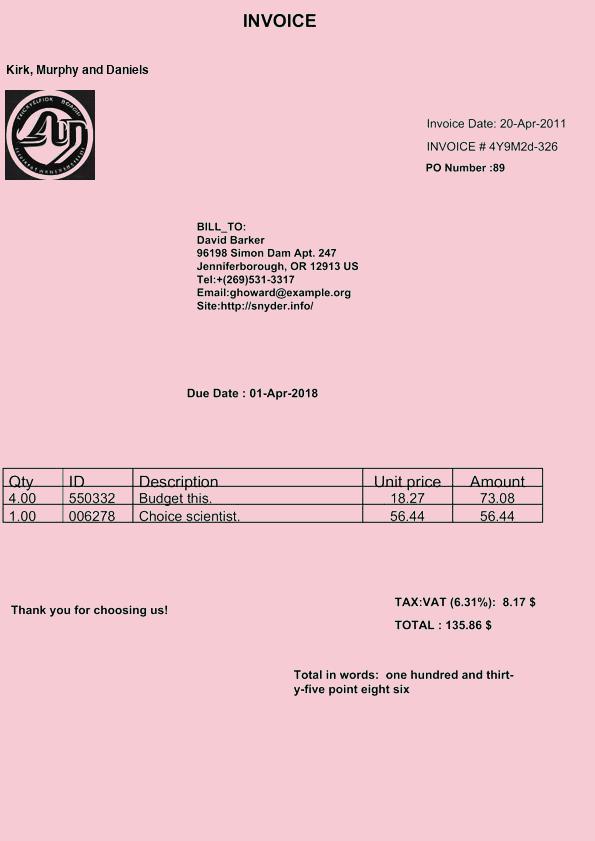 INVOICE
Kirk, Murphy and Daniels
Invoice Date: 20-Apr-2011
INVOICE # 4Y9M2d-326
PO Number :89
BILL_TO:
David Barker
96198 Simon Dam Apt. 247
Jenniferborough, OR 12913 US
Tel:+(269)531-3317
Email:ghoward@example.org
Site:http://snyder.info/
Due Date : 01-Apr-2018
Qty ID Description Unit price Amount
4.00 550332 Budget this. 18.27 73.08
1.00 006278 Choice scientist. 56.44 56.44
TAX:VAT (6.31%): 8.17 $
Thank you for choosing us!
TOTAL : 135.86 $
Total in words: one hundred and thirt-
y-five point eight six